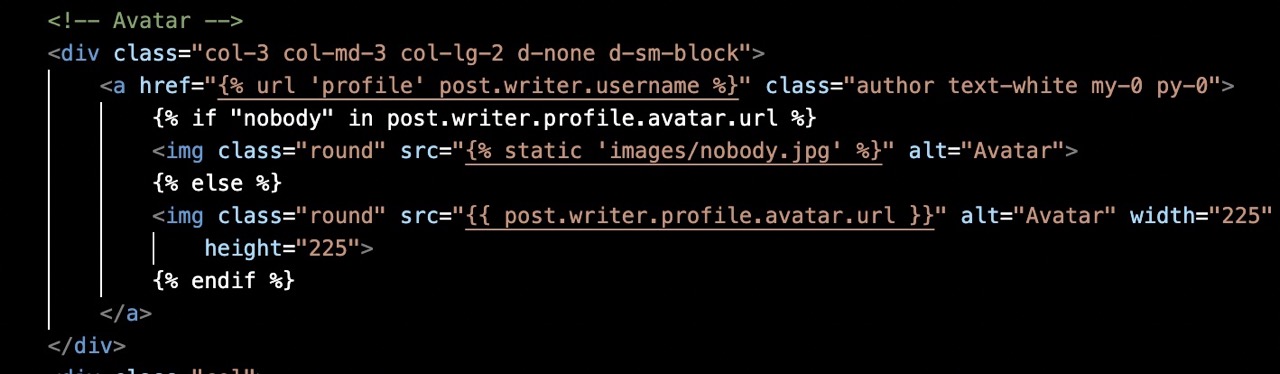 <!-- Avatar -->
<div class="col-3 col-md-3 col-lg-2 d-none d-sm-block">
<a href="{% url 'profile' post.writer.username %}" class="author text-white my-0 py-0">
{% if "nobody" in post.writer.profile.avatar.url %}
<img class="round" src="{% static 'images/nobody.jpg' %}" alt="Avatar">
{% else %}
<img class="round" src="{{ post.writer.profile.avatar.url }}" alt="Avatar" width="225"
height="225">
{% endif %}
</a>
</div>